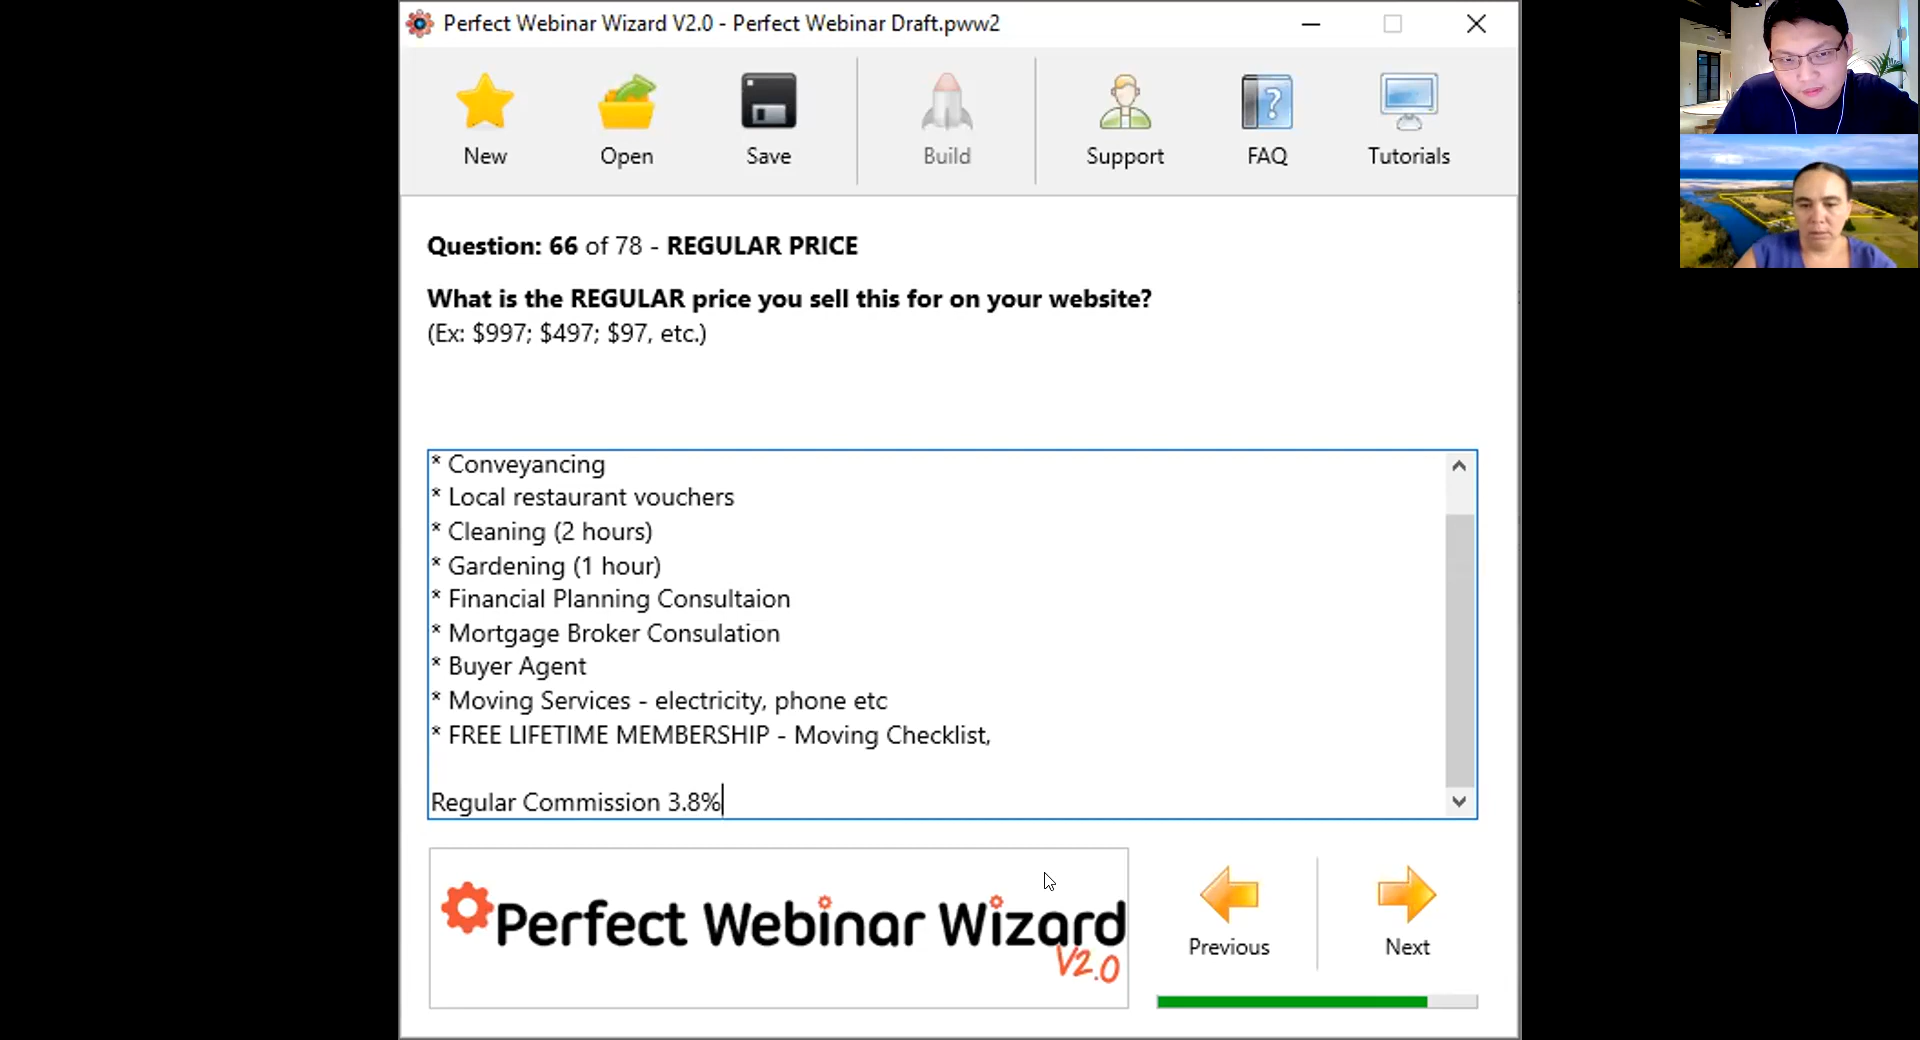 Perfect Webinar Wizard V2.0 - Perfect Webinar Draft.pww2
New
Open
Save
Build
Support
FAQ
Tutorials
Question: 66 of 78 - REGULAR PRICE
What is the REGULAR price you sell this for on your website?
(Ex: $997; $497; $97, etc.)
* Conveyancing
* Local restaurant vouchers
* Cleaning (2 hours)
* Gardening (1 hour)
* Financial Planning Consultaion
* Mortgage Broker Consulation
* Buyer Agent
* Moving Services - electricity, phone etc
* FREE LIFETIME MEMBERSHIP - Moving Checklist,
Regular Commission 3.8%
Perfect Webinar Wizard
V2.0
Previous
Next